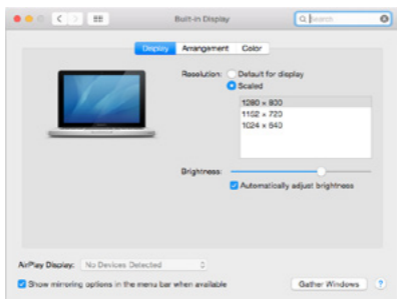 Built-in Display
Search
Display
Arrangement
Color
Resolution:
Default for display
Scaled
1280 × 800
1152 × 720
1024 × 640
Brightness:
Automatically adjust brightness
AirPlay Display:
No Devices Detected
Show mirroring options in the menu bar when available
Gather Windows
?